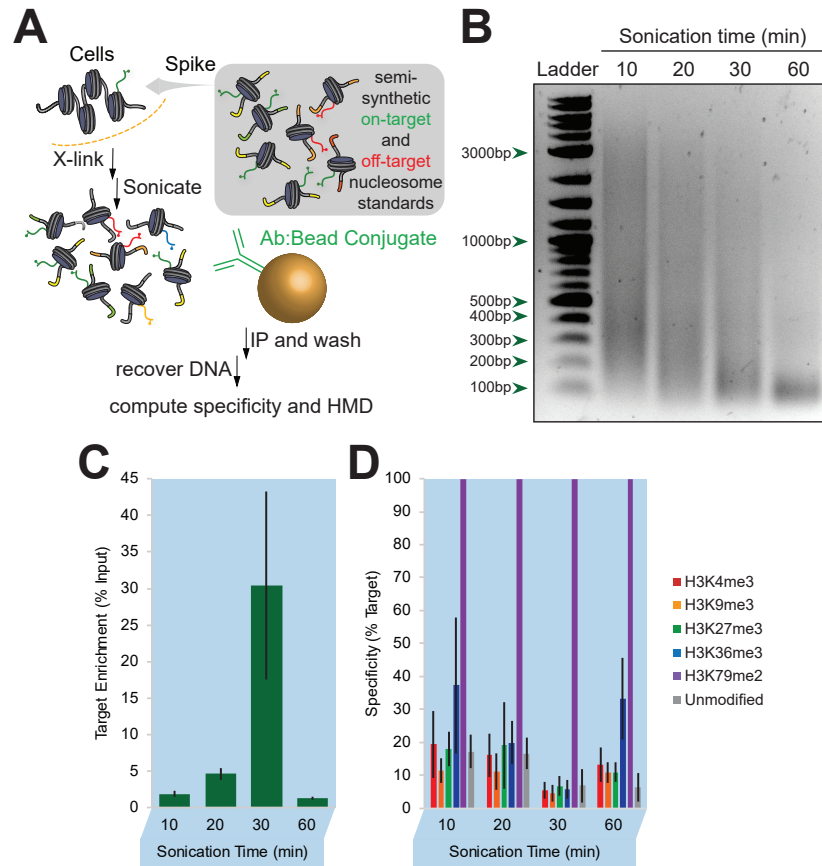 A
Cells
Spike
semi-
synthetic
on-target
and
off-target
nucleosome
standards
X-link
Sonicate
Ab:Bead Conjugate
IP and wash
recover DNA
compute specificity and HMD
B
Sonication time (min)
Ladder 10 20 30 60
3000bp
1000bp
500bp
400bp
300bp
200bp
100bp
C
Target Enrichment (% Input)
45
40
35
30
25
20
15
10
5
0
10 20 30 60
Sonication Time (min)
D
Specificity (% Target)
100
90
80
70
60
50
40
30
20
10
0
10 20 30 60
Sonication Time (min)
H3K4me3
H3K9me3
H3K27me3
H3K36me3
H3K79me2
Unmodified